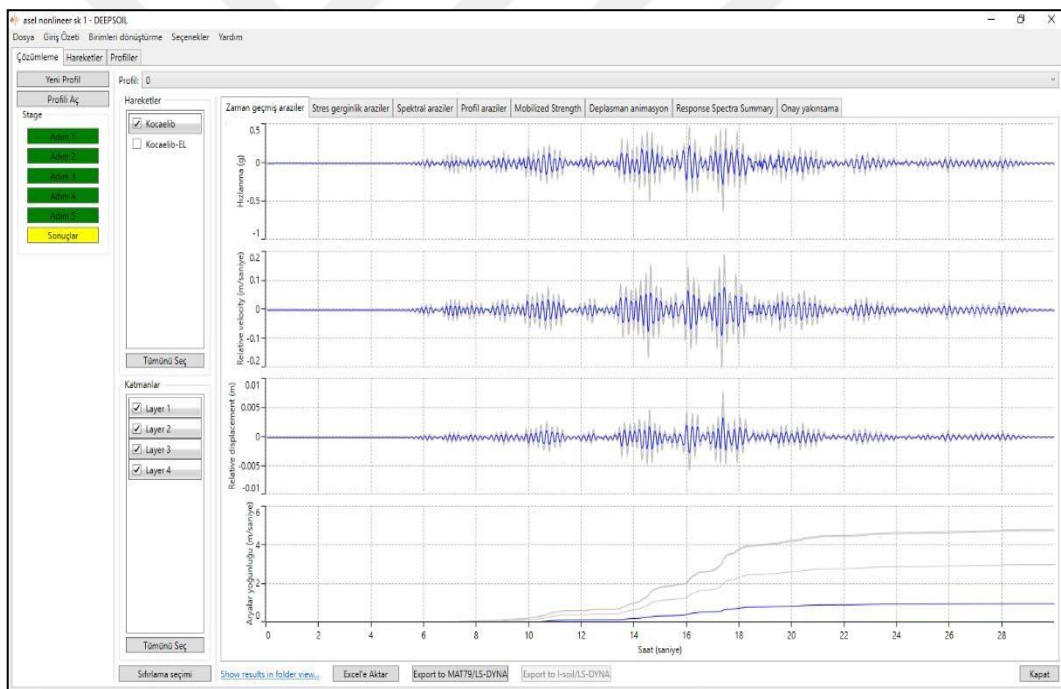 asel nonlineer sk 1 - DEEPSOIL
Dosya Giriş Özeti Birimleri dönüştürme Seçenekler Yardım
Çözümleme Hareketler Profiller
Yeni Profil
Profili Aç
Stage
Adım 1
Adım 2
Adım 3
Adım 4
Adım 5
Sonuçlar
Profil: 0
Hareketler
Kocaelib
Kocaelib-EL
Tümünü Seç
Katmanlar
Layer 1
Layer 2
Layer 3
Layer 4
Tümünü Seç
Sıfırlama seçimi
Zaman geçmiş araziler Stres gerginlik araziler Spektral araziler Profil araziler Mobilized Strength Deplasman animasyon Response Spectra Summary Onay yakınsama
Hızlanma (g)
0.5
0
-0.5
-1
Relative velocity (m/saniye)
0.2
0.1
0
-0.1
-0.2
Relative displacement (m)
0.01
0.005
0
-0.005
-0.01
Aryalar yoğunluğu (m/saniye)
6
4
2
0
0 2 4 6 8 10 12 14 16 18 20 22 24 26 28
Saat (saniye)
Show results in folder view... Excel'e Aktar Export to MAT79/LS-DYNA Export to I-soil/LS-DYNA Kapat